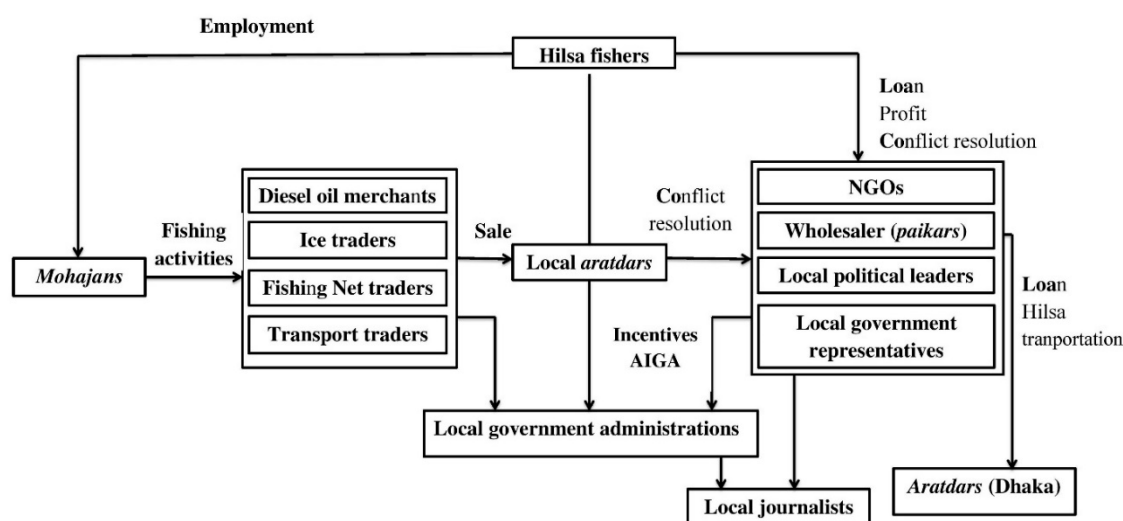 Employment
Hilsa fishers
Loan
Profit
Conflict resolution
Diesel oil merchants
Ice traders
Fishing Net traders
Transport traders
Fishing
activities
Mohajans
Sale
Local aratdars
Conflict
resolution
NGOs
Wholesaler (paikars)
Local political leaders
Local government
representatives
Loan
Hilsa
tranportation
Incentives
AIGA
Local government administrations
Local journalists
Aratdars (Dhaka)